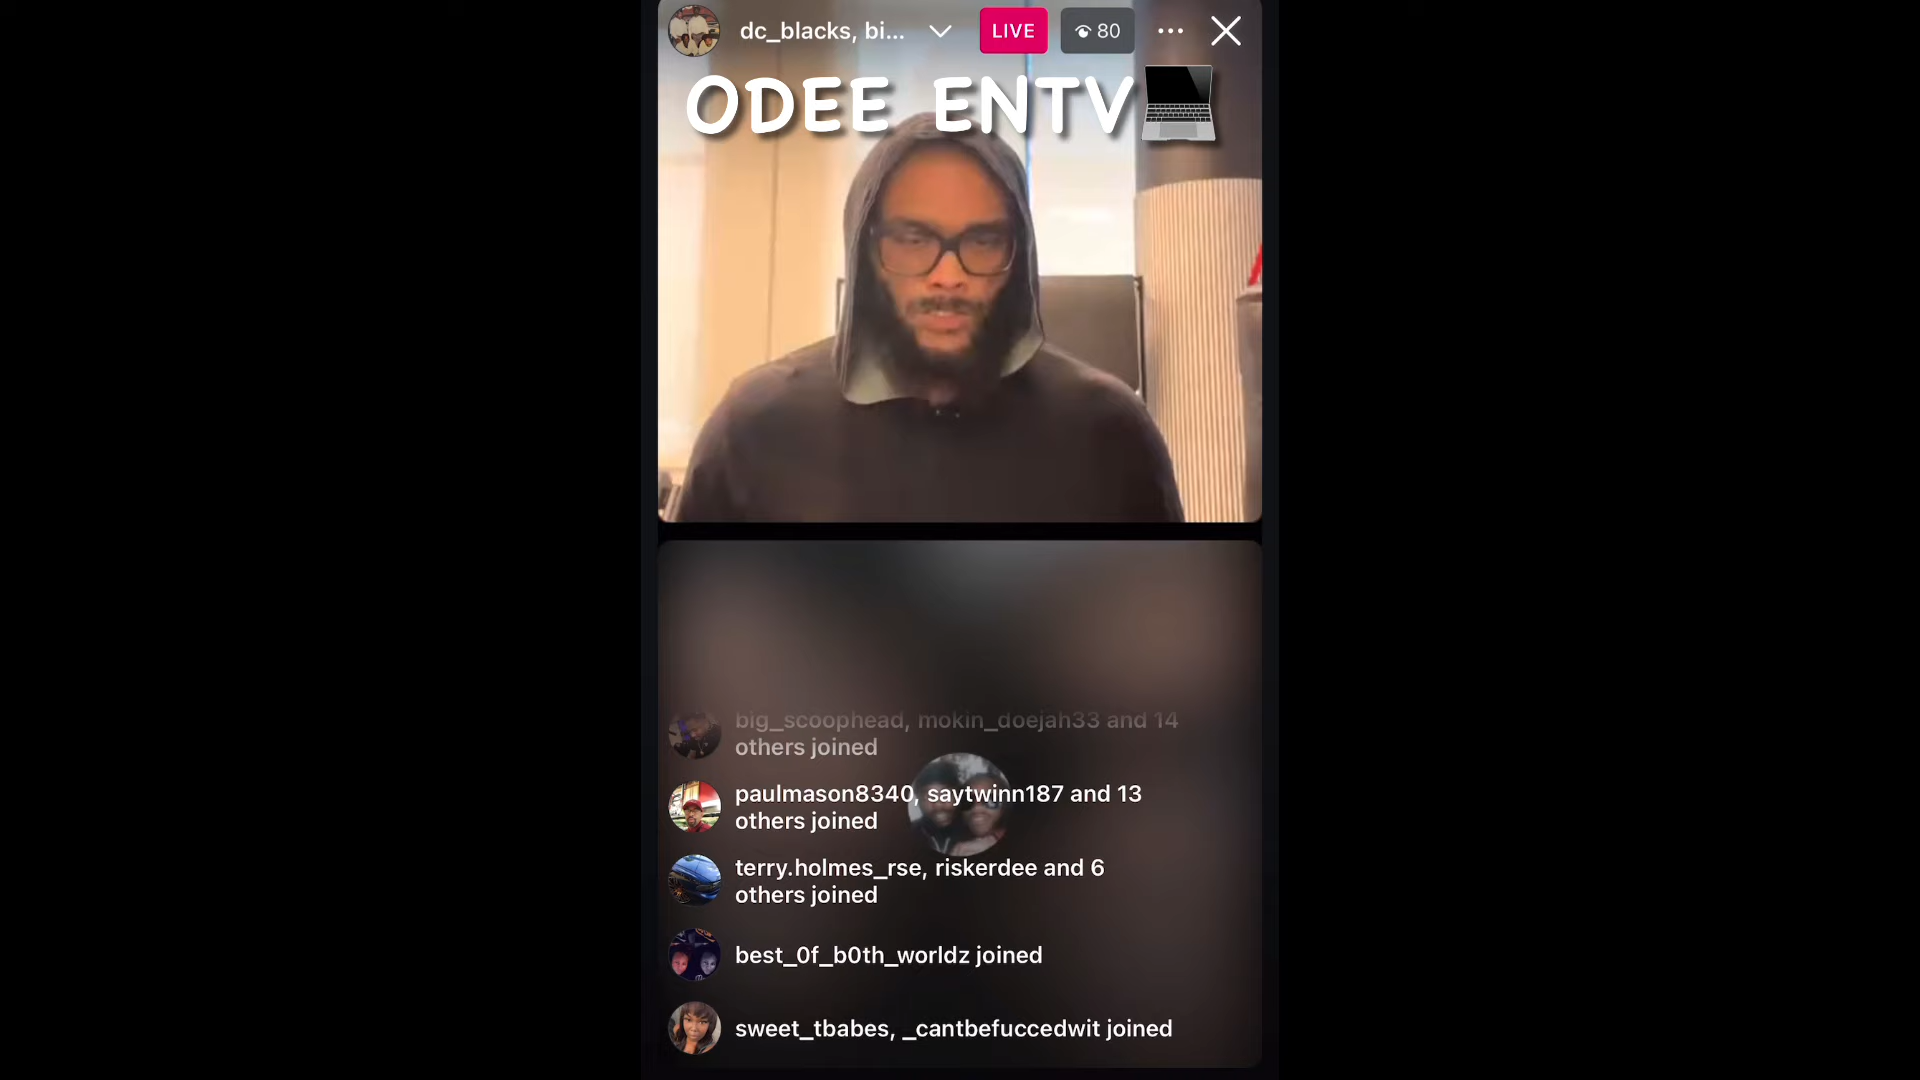 dc_blacks, bi...
LIVE
80
ODEE ENTV
big_scoophead, mokin_doejah33 and 14
others joined
paulmason8340, saytwinn187 and 13
others joined
terry.holmes_rse, riskerdee and 6
others joined
best_0f_b0th_worldz joined
sweet_tbabes, _cantbefuccedwit joined